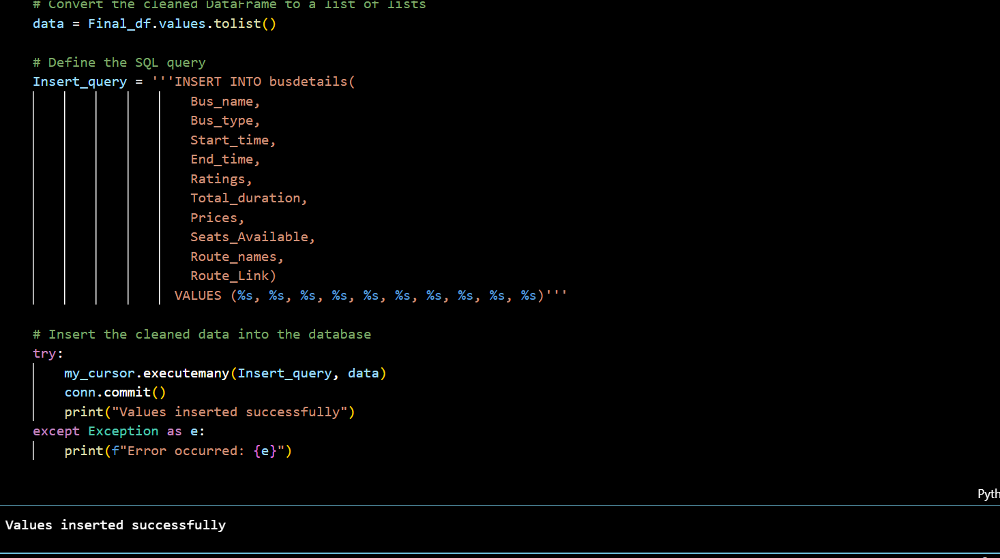 # Convert the cleaned DataFrame to a list of lists
data = Final_df.values.tolist()
# Define the SQL query
Insert_query = '''INSERT INTO busdetails(
Bus_name,
Bus_type,
Start_time,
End_time,
Ratings,
Total_duration,
Prices,
Seats_Available,
Route_names,
Route_Link)
VALUES (%s, %s, %s, %s, %s, %s, %s, %s, %s, %s)'''
# Insert the cleaned data into the database
try:
my_cursor.executemany(Insert_query, data)
conn.commit()
print("Values inserted successfully")
except Exception as e:
print(f"Error occurred: {e}")
Pyth
Values inserted successfully